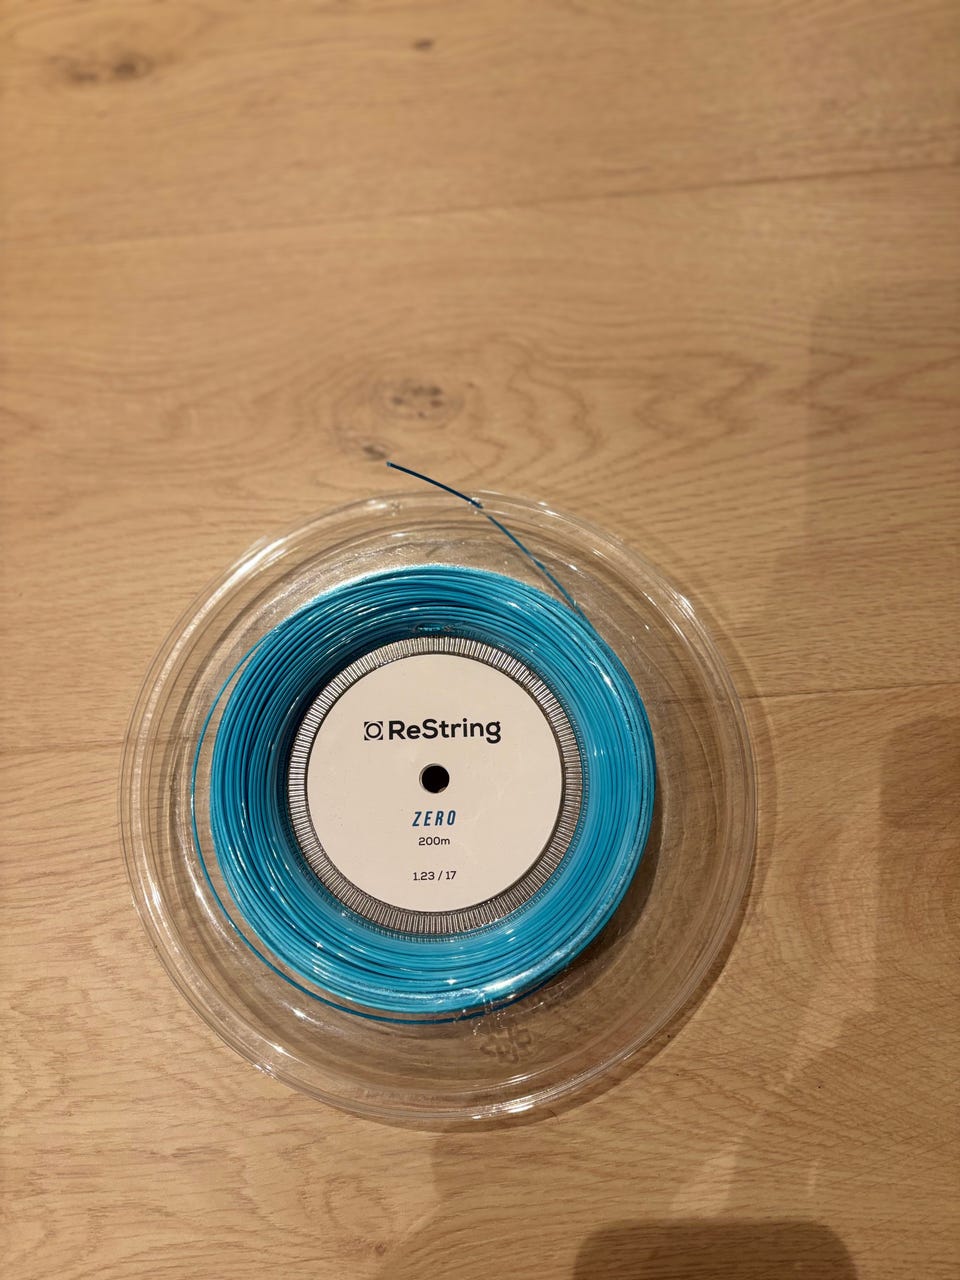 ReString
ZERO
200m
1.23 / 17